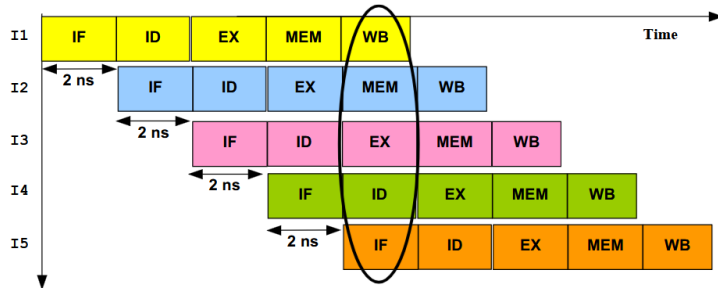 Time
I1 IF ID EX MEM WB
2 ns
I2 IF ID EX MEM WB
2 ns
I3 IF ID EX MEM WB
2 ns
I4 IF ID EX MEM WB
2 ns
I5 IF ID EX MEM WB